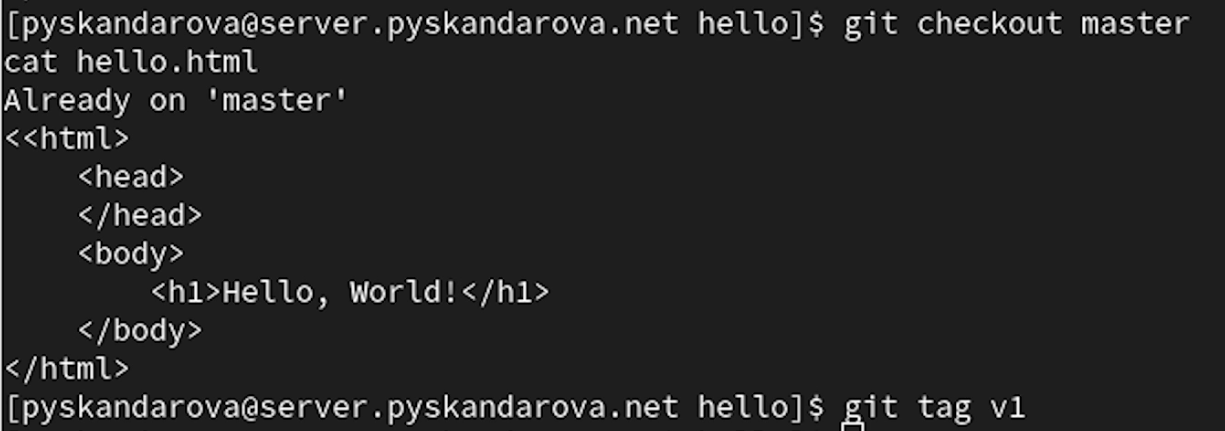 [pyskandarova@server.pyskandarova.net hello]$ git checkout master
cat hello.html
Already on 'master'
<<html>
    <head>
    </head>
    <body>
        <h1>Hello, World!</h1>
    </body>
</html>
[pyskandarova@server.pyskandarova.net hello]$ git tag v1